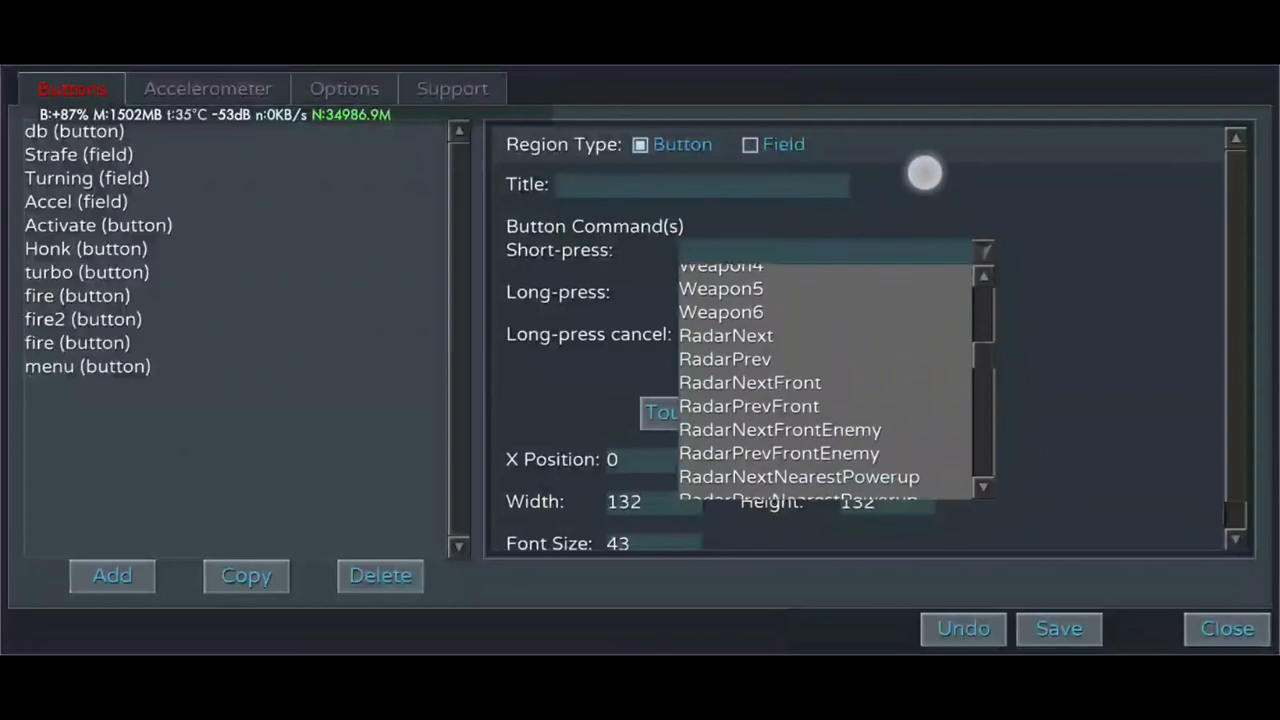 Buttons Accelerometer Options Support
B:+87% M:1502MB t:35°C -53dB n:0KB/s N:34986.9M
db (button)
Strafe (field)
Turning (field)
Accel (field)
Activate (button)
Honk (button)
turbo (button)
fire (button)
fire2 (button)
fire (button)
menu (button)
Add Copy Delete
Region Type: Button Field
Title:
Button Command(s)
Short-press:
Long-press:
Long-press cancel:
Weapon4
Weapon5
Weapon6
RadarNext
RadarPrev
RadarNextFront
RadarPrevFront
RadarNextFrontEnemy
RadarPrevFrontEnemy
RadarNextNearestPowerup
RadarPrevNearestPowerup
Tou
X Position: 0
Width: 132 Height: 132
Font Size: 43
Undo Save Close